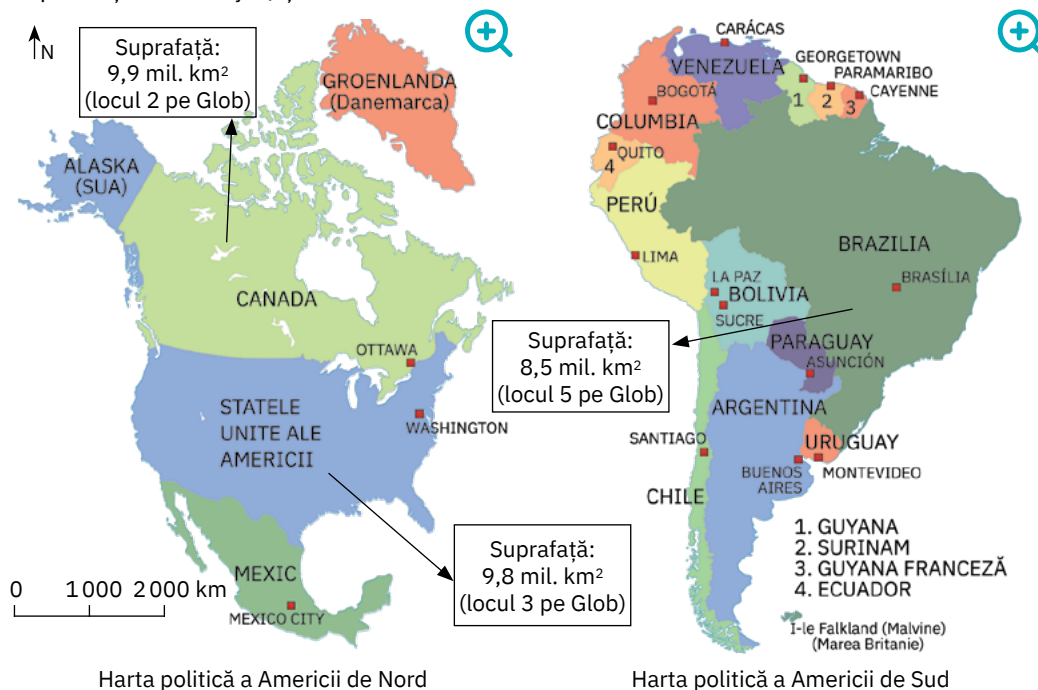 N
Suprafață:
9,9 mil. km²
(locul 2 pe Glob)
GROENLANDA
(Danemarca)
ALASKA
(SUA)
CANADA
OTTAWA
STATELE
UNITE ALE
AMERICII
WASHINGTON
Suprafață:
9,8 mil. km²
(locul 3 pe Glob)
MEXIC
MEXICO CITY
0 1 000 2 000 km
Harta politică a Americii de Nord
CARÁCAS
VENEZUELA
GEORGETOWN
PARAMARIBO
CAYENNE
BOGOTÁ
COLUMBIA
1
2
3
QUITO
4
PERÚ
LIMA
BRAZILIA
BRASÍLIA
LA PAZ
BOLIVIA
SUCRE
Suprafață:
8,5 mil. km²
(locul 5 pe Glob)
PARAGUAY
ASUNCIÓN
ARGENTINA
SANTIAGO
URUGUAY
BUENOS
AIRES
MONTEVIDEO
CHILE
1. GUYANA
2. SURINAM
3. GUYANA FRANCEZĂ
4. ECUADOR
I-le Falkland (Malvine)
(Marea Britanie)
Harta politică a Americii de Sud